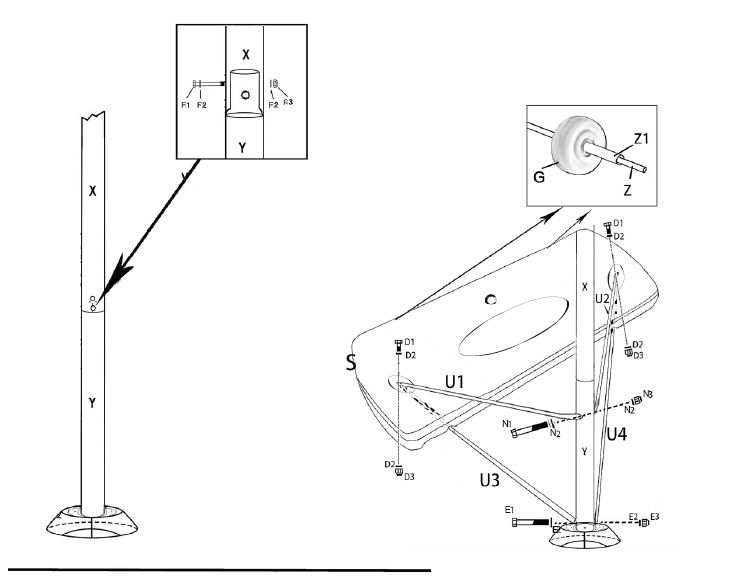 X
F1 F2 F2 F3
Y
X
Y
Z1
G
Z
D1
D2
X
U2
D1
D2
S
D2
D3
U1
N3
N2
N1
N2
U4
Y
D2
D3
U3
E1
E2 E3